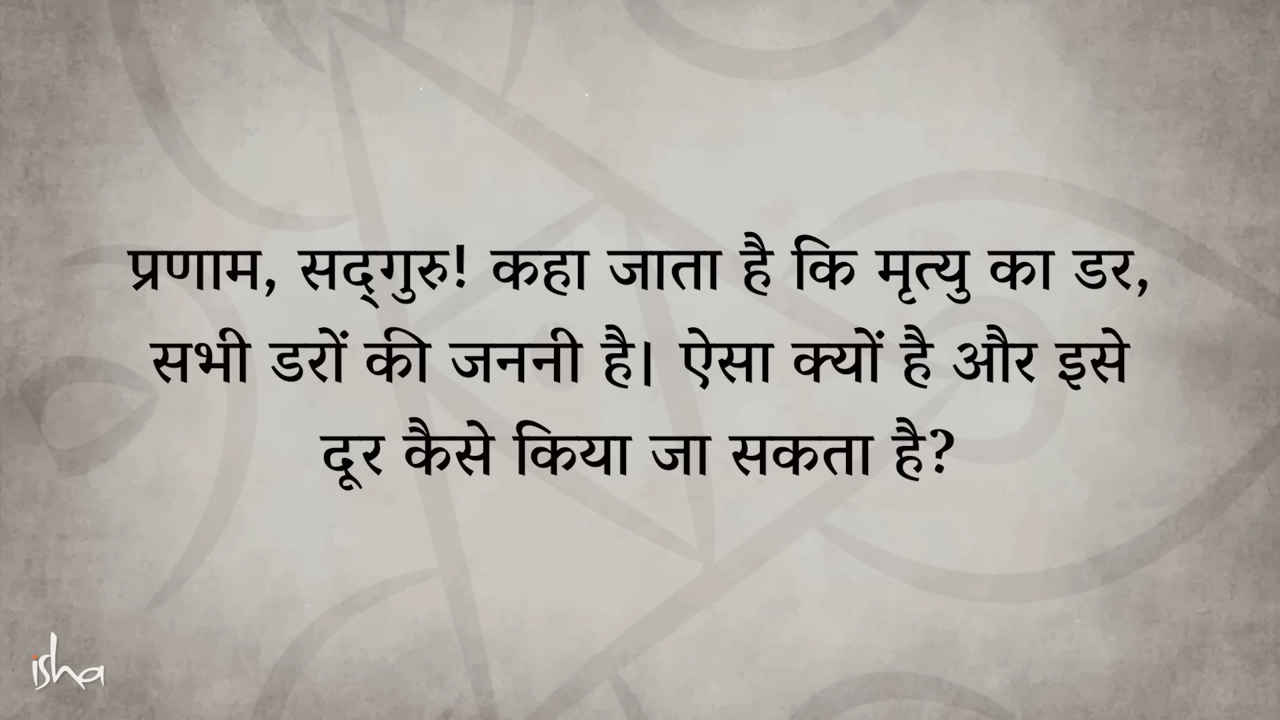 प्रणाम, सद्‌गुरु! कहा जाता है कि मृत्यु का डर,
सभी डरों की जननी है। ऐसा क्यों है और इसे
दूर कैसे किया जा सकता है?
isha